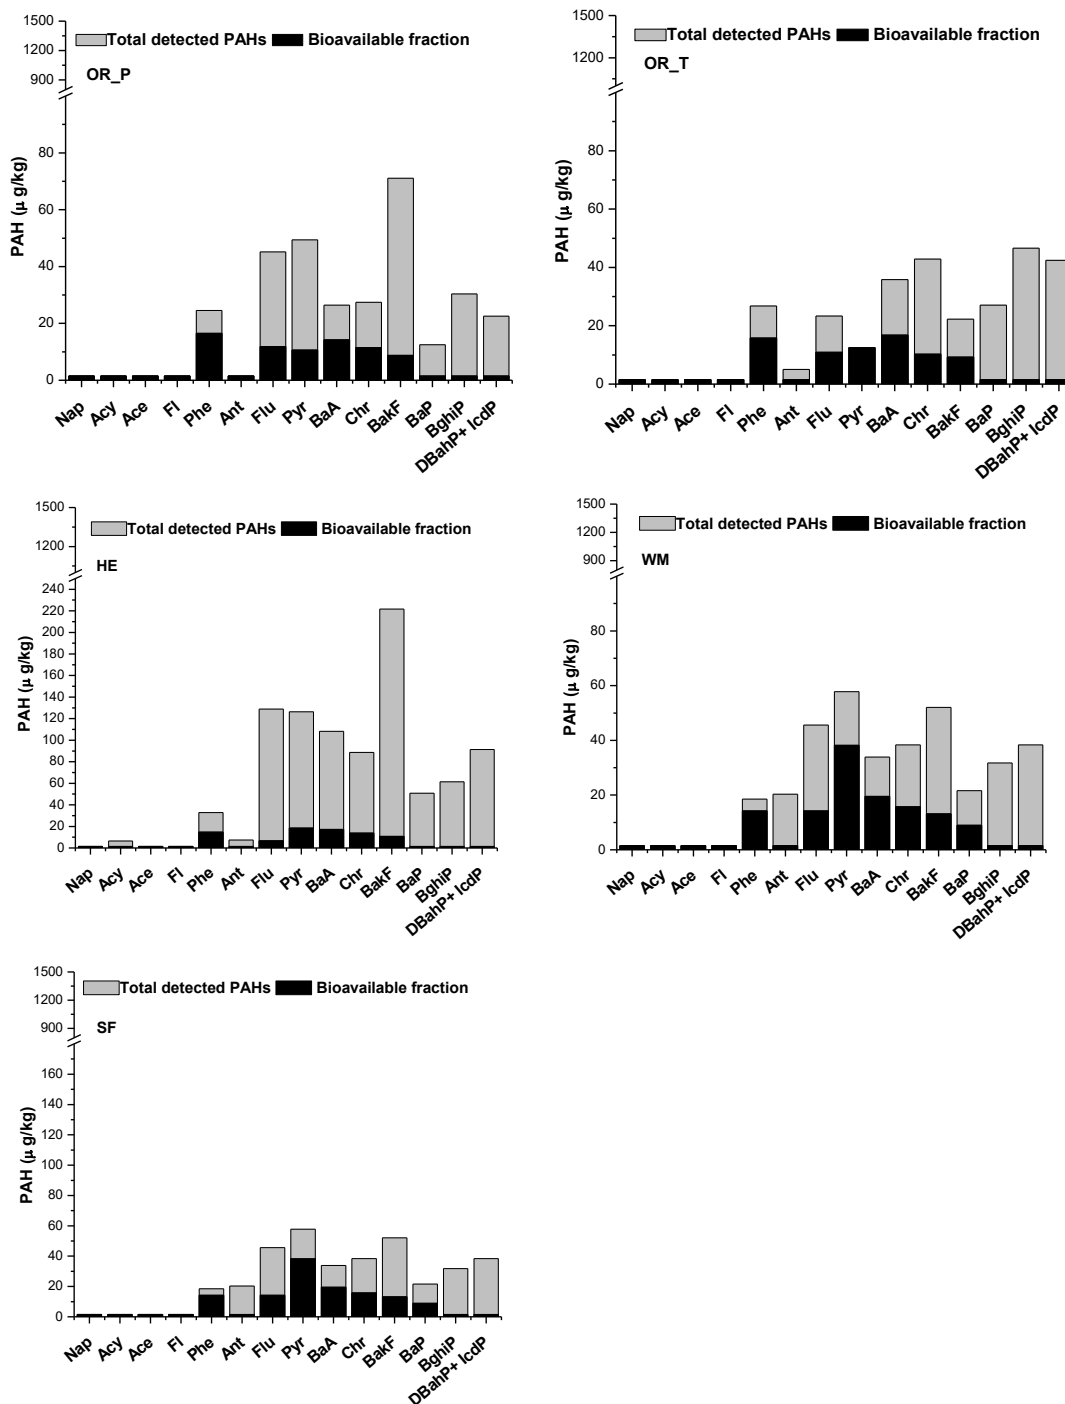 1500
1200
900
Total detected PAHs Bioavailable fraction
OR_P
80
60
40
20
0
PAH (μ g/kg)
Nap Acy Ace Fl Phe Ant Flu Pyr BaA Chr BakF BaP BghiP DBahP+ IcdP
1500
1200
Total detected PAHs Bioavailable fraction
OR_T
80
60
40
20
0
PAH (μ g/kg)
Nap Acy Ace Fl Phe Ant Flu Pyr BaA Chr BakF BaP BghiP DBahP+ IcdP
1500
1200
Total detected PAHs Bioavailable fraction
HE
240
220
200
180
160
140
120
100
80
60
40
20
0
PAH (μ g/kg)
Nap Acy Ace Fl Phe Ant Flu Pyr BaA Chr BakF BaP BghiP DBahP+ IcdP
1500
1200
900
Total detected PAHs Bioavailable fraction
WM
80
60
40
20
0
PAH (μ g/kg)
Nap Acy Ace Fl Phe Ant Flu Pyr BaA Chr BakF BaP BghiP DBahP+ IcdP
1500
1200
900
Total detected PAHs Bioavailable fraction
SF
160
140
120
100
80
60
40
20
0
PAH (μ g/kg)
Nap Acy Ace Fl Phe Ant Flu Pyr BaA Chr BakF BaP BghiP DBahP+ IcdP